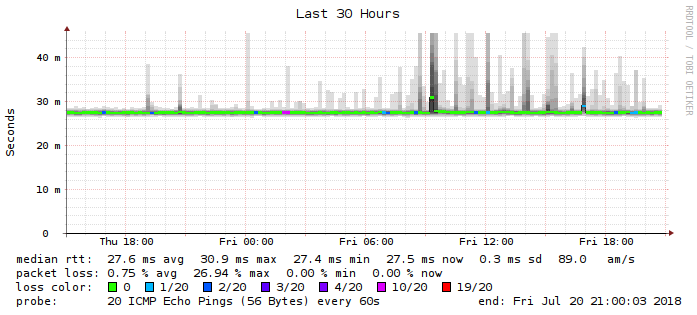 Last 30 Hours
RRDTOOL / TOBI OETIKER
Seconds
40 m
30 m
20 m
10 m
0
Thu 18:00 Fri 00:00 Fri 06:00 Fri 12:00 Fri 18:00
median rtt: 27.6 ms avg 30.9 ms max 27.4 ms min 27.5 ms now 0.3 ms sd 89.0 am/s
packet loss: 0.75 % avg 26.94 % max 0.00 % min 0.00 % now
loss color: 0 1/20 2/20 3/20 4/20 10/20 19/20
probe: 20 ICMP Echo Pings (56 Bytes) every 60s end: Fri Jul 20 21:00:03 2018